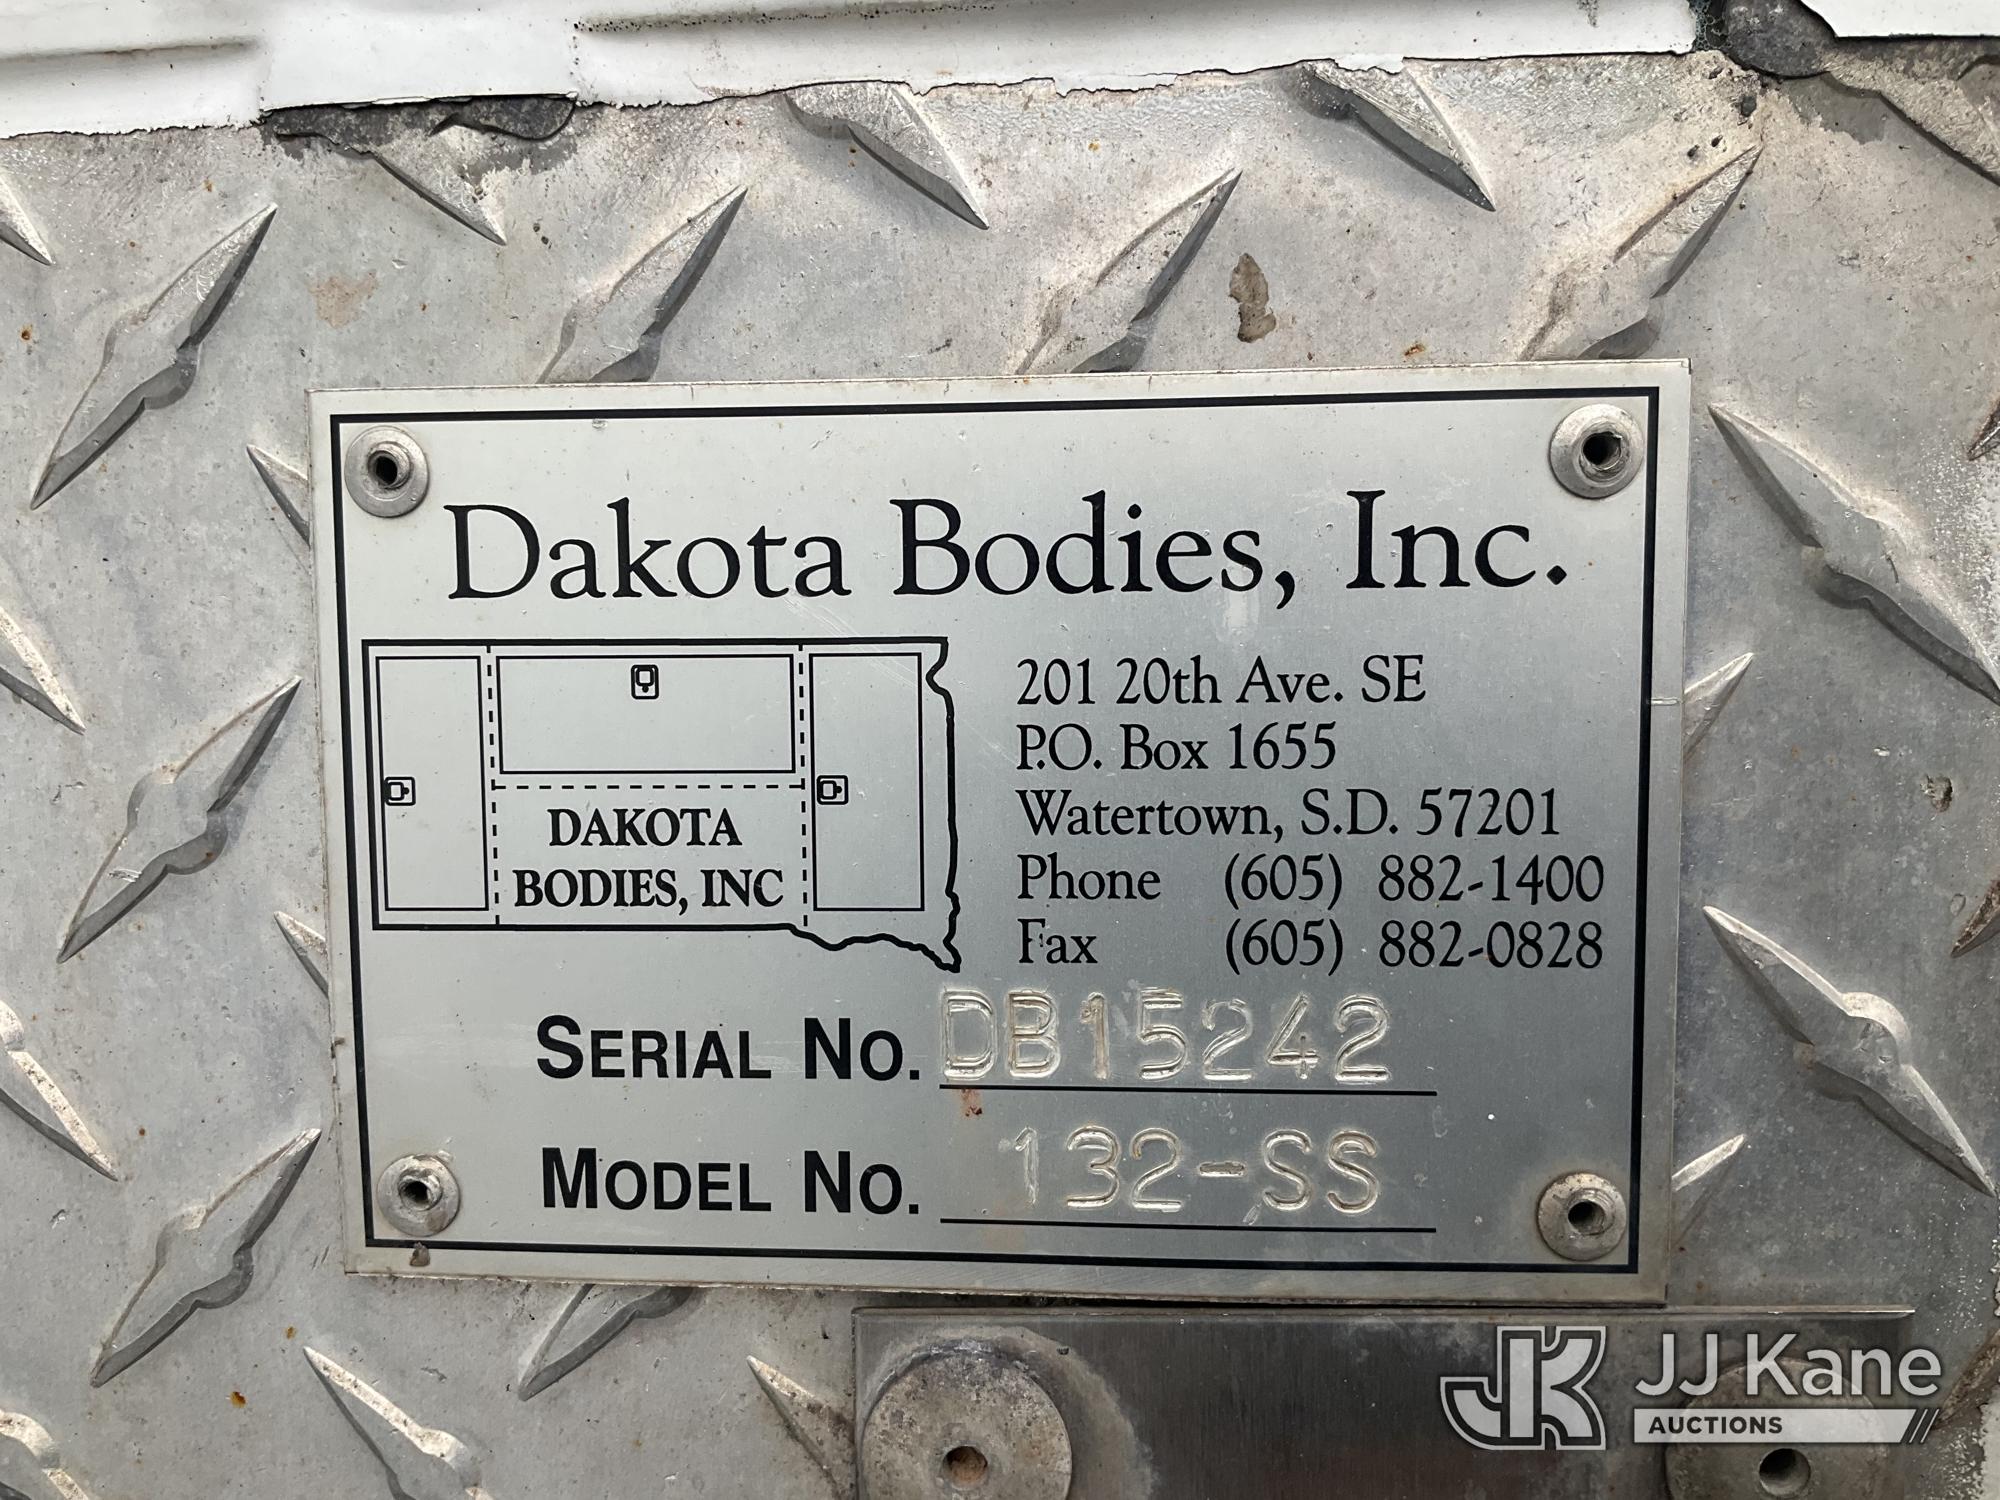 Dakota Bodies, Inc.
DAKOTA
BODIES, INC
201 20th Ave. SE
P.O. Box 1655
Watertown, S.D. 57201
Phone (605) 882-1400
Fax (605) 882-0828
SERIAL NO. DB15242
MODEL NO. 132-SS
JK JJ Kane
AUCTIONS